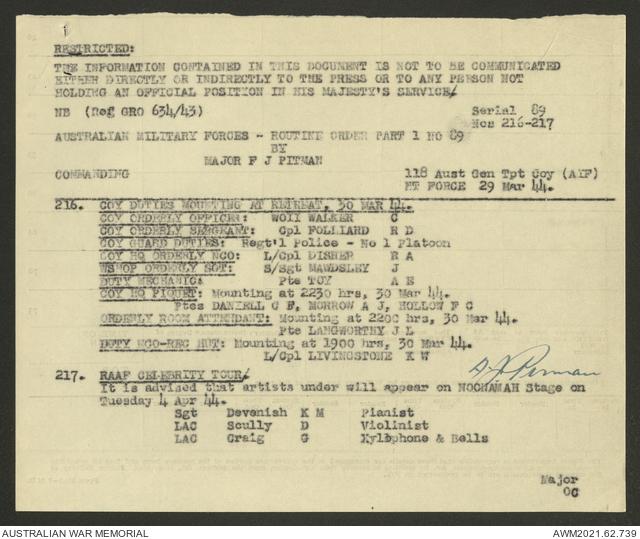 RESTRICTED:
THE INFORMATION CONTAINED IN THIS DOCUMENT IS NOT TO BE COMMUNICATED
EITHER DIRECTLY OR INDIRECTLY TO THE PRESS OR TO ANY PERSON NOT
HOLDING AN OFFICIAL POSITION IN HIS MAJESTY'S SERVICE/
NB (Ref GRO 634/43) Serial 89
Nos 216-217
AUSTRALIAN MILITARY FORCES - ROUTINE ORDER PART 1 NO 89
BY
MAJOR F J PITMAN
COMMANDING 118 Aust Gen Tpt Coy (AIF)
NT FORCE 29 Mar 44.
216. COY DUTIES MOUNTING AT RETREAT, 30 MAR 44.
COY ORDERLY OFFICER: WOII WALKER C
COY ORDERLY SERGEANT: Cpl FOLLIARD R D
COY GUARD DUTIES: Regt'l Police - No 1 Platoon
COY HQ ORDERLY NCO: L/Cpl DISHER R A
WSHOP ORDERLY SGT: S/Sgt MAWDSLEY J
DUTY MECHANIC: Pte TOY A E
COY HQ PIQUET: Mounting at 2230 hrs, 30 Mar 44.
Ptes DANIELL C F, MORROW A J, HOLLOW F C
ORDERLY ROOM ATTENDANT: Mounting at 2200 hrs, 30 Mar 44.
Pte LANGWORTHY J L
DUTY NCO-REC HUT: Mounting at 1900 hrs, 30 Mar 44.
L/Cpl LIVINGSTONE K W
217. RAAF CELEBRITY TOUR/
It is advised that artists under will appear on NOONAMAH Stage on
Tuesday 4 Apr 44.
Sgt Devenish K M Pianist
LAC Scully D Violinist
LAC Craig G Xylophone & Bells
Major
OC
AUSTRALIAN WAR MEMORIAL AWM2021.62.739